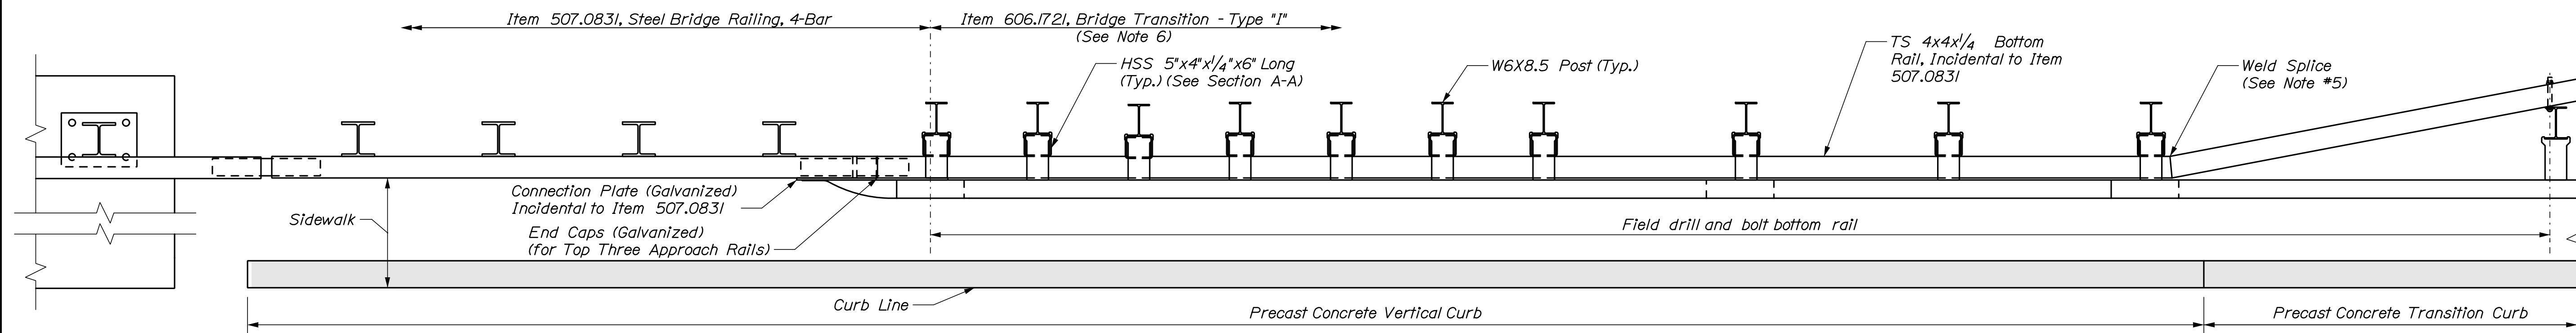 Item 507.0831, Steel Bridge Railing, 4-Bar
Item 606.1721, Bridge Transition - Type "I"
(See Note 6)
HSS 5"x4"x1/4"x6" Long
(Typ.) (See Section A-A)
W6X8.5 Post (Typ.)
TS 4x4x1/4 Bottom
Rail, Incidental to Item
507.0831
Weld Splice
(See Note #5)
Connection Plate (Galvanized)
Incidental to Item 507.0831
Sidewalk
End Caps (Galvanized)
(for Top Three Approach Rails)
Field drill and bolt bottom rail
Curb Line
Precast Concrete Vertical Curb
Precast Concrete Transition Curb